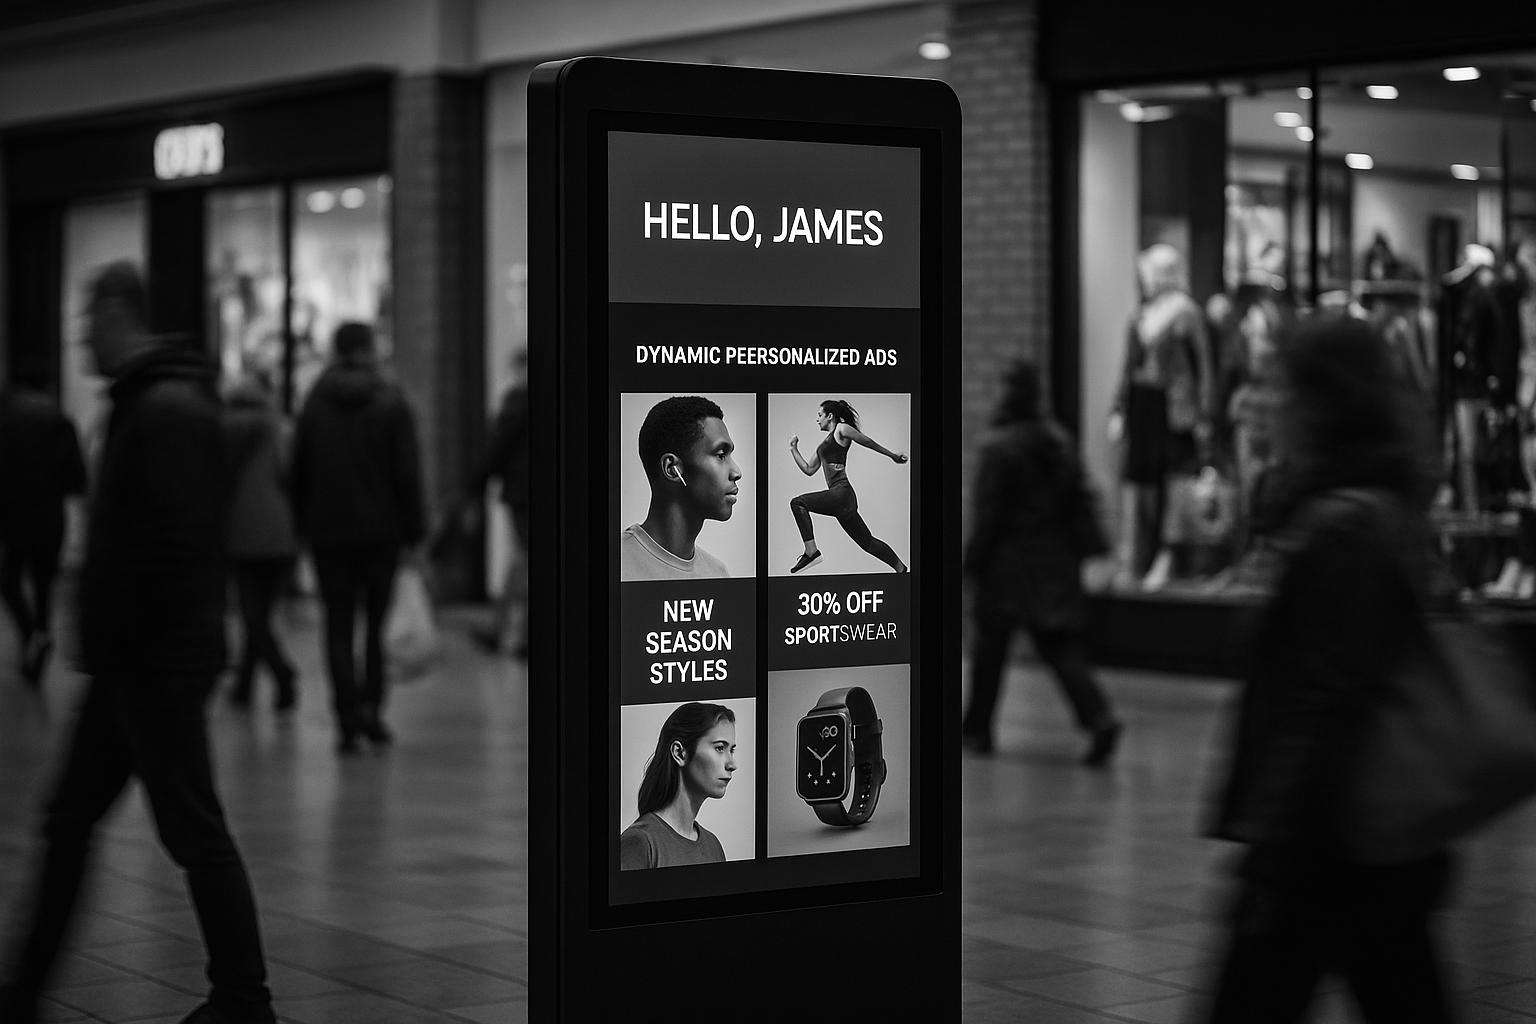 HELLO, JAMES
DYNAMIC PEERSONALIZED ADS
NEW
SEASON
STYLES
30% OFF
SPORTSWEAR